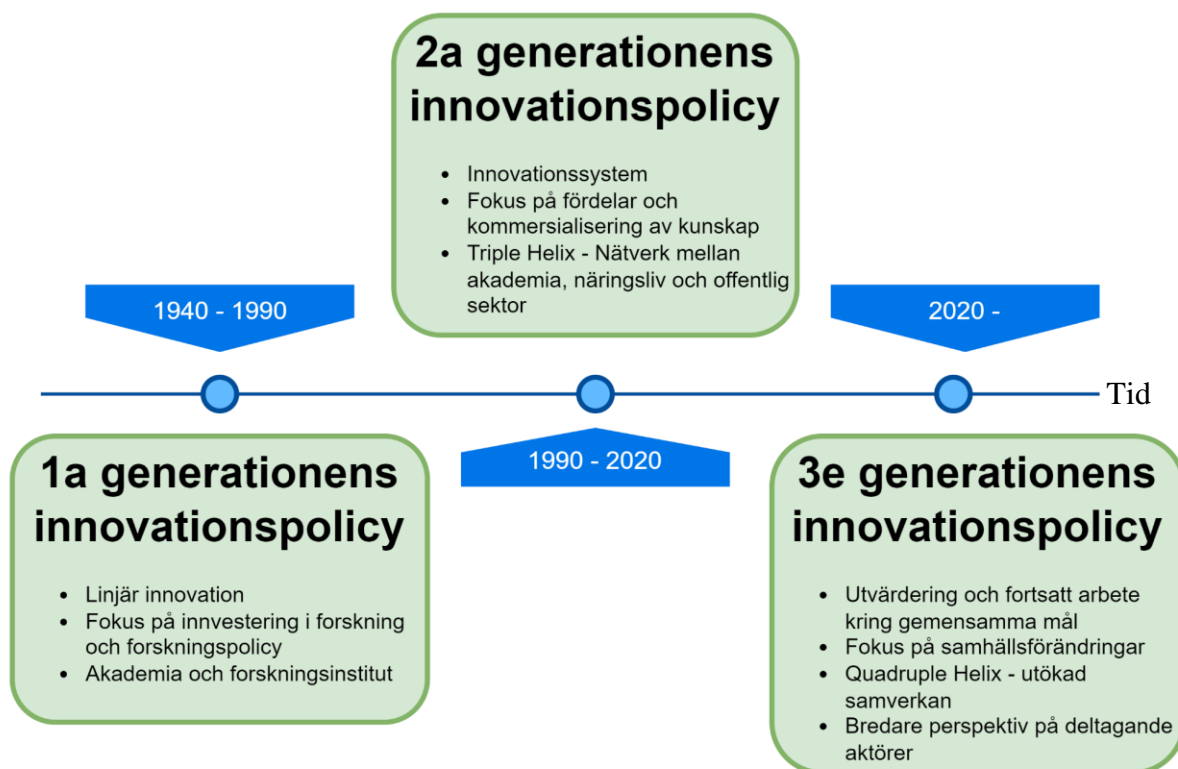 2a generationens
innovationspolicy
• Innovationssystem
• Fokus på fördelar och
kommersialisering av kunskap
• Triple Helix - Nätverk mellan
akademia, näringsliv och offentlig
sektor
1940 - 1990
2020 -
Tid
1990 - 2020
1a generationens
innovationspolicy
• Linjär innovation
• Fokus på innvestering i forskning
och forskningspolicy
• Akademia och forskningsinstitut
3e generationens
innovationspolicy
• Utvärdering och fortsatt arbete
kring gemensamma mål
• Fokus på samhällsförändringar
• Quadruple Helix - utökad
samverkan
• Bredare perspektiv på deltagande
aktörer